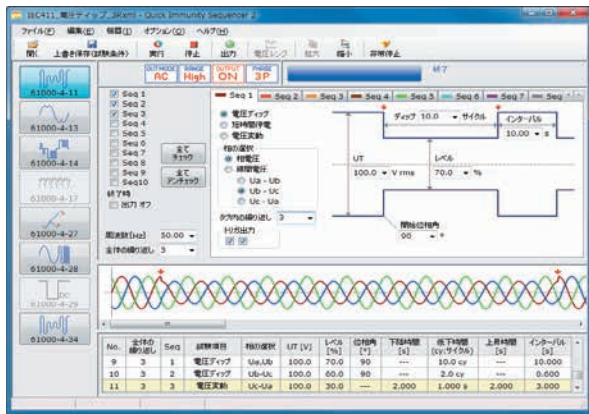 IEC411_電圧ディップ_3P.xml - Quick Immunity Sequencer 2
ファイル(F) 編集(E) 機器(I) オプション(O) ヘルプ(H)
開く 上書き保存(試験条件) 実行 停止 出力 電圧レンジ 拡大 縮小 非常停止
OUTMODE AC RANGE High OUTPUT ON PHASE 3P 終了
61000-4-11
61000-4-13
61000-4-14
61000-4-17
61000-4-27
61000-4-28
61000-4-29
61000-4-34
Seq 1
Seq 2
Seq 3
Seq 4
Seq 5
Seq 6
Seq 7
Seq 8
Seq 9
Seq10
全て
チェック
全て
アンチェック
終了時
出力 オフ
周波数[Hz] 50.00
全体の繰り返し 3
Seq 1 Seq 2 Seq 3 Seq 4 Seq 5 Seq 6 Seq 7 Seq
電圧ディップ
短時間停電
電圧変動
相の選択
相電圧
線間電圧
Ua - Ub
Ub - Uc
Uc - Ua
タブ内の繰り返し 3
トリガ出力
ディップ 10.0 サイクル
インターバル
10.00 s
UT
100.0 V rms
レベル
70.0 %
開始位相角
90 °
No. 全体の繰り返し Seq 試験項目 相の選択 UT [V] レベル [%] 位相角 [°] 下降時間 [s] 低下時間 (cy:サイクル) 上昇時間 [s] インターバル [s]
9 3 1 電圧ディップ Ua,Ub 100.0 70.0 90 --- 10.0 cy --- 10.000
10 3 2 電圧ディップ Ub-Uc 100.0 60.0 90 --- 2.0 cy --- 0.600
11 3 3 電圧変動 Uc-Ua 100.0 30.0 --- 2.000 1.000 s 2.000 3.000